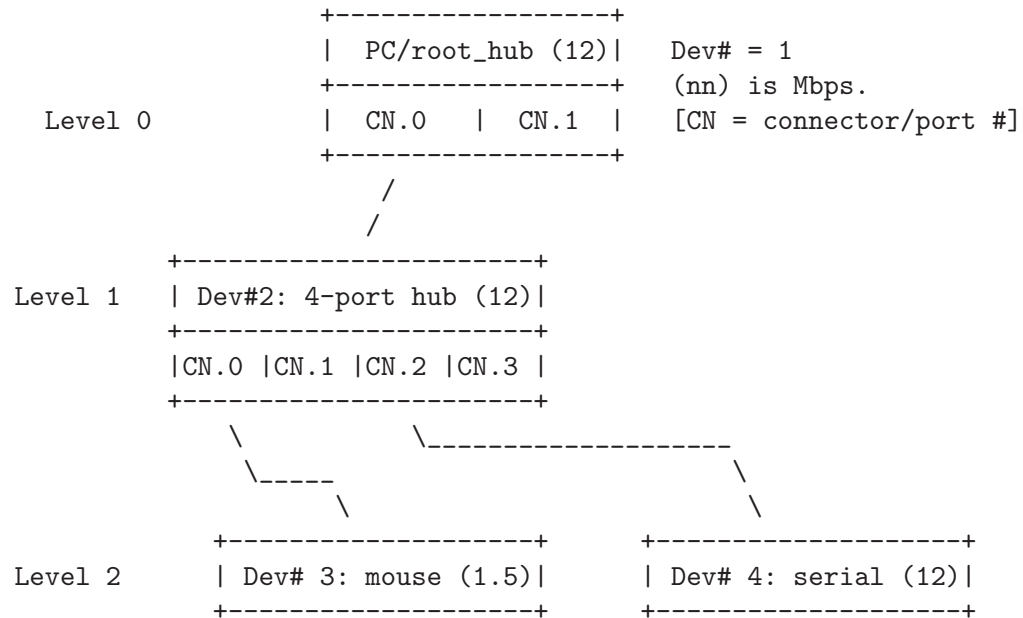 +------------------+
                    |  PC/root_hub (12)|   Dev# = 1
                    +------------------+   (nn) is Mbps.
  Level 0           |  CN.0   |  CN.1  |   [CN = connector/port #]
                    +------------------+
                        /
                       /
          +-----------------------+
Level 1   | Dev#2: 4-port hub (12)|
          +-----------------------+
          |CN.0 |CN.1 |CN.2 |CN.3 |
          +-----------------------+
              \           \____________________
               \_____                          \
                     \                          \
             +--------------------+      +--------------------+
Level 2      | Dev# 3: mouse (1.5)|      | Dev# 4: serial (12)|
             +--------------------+      +--------------------+